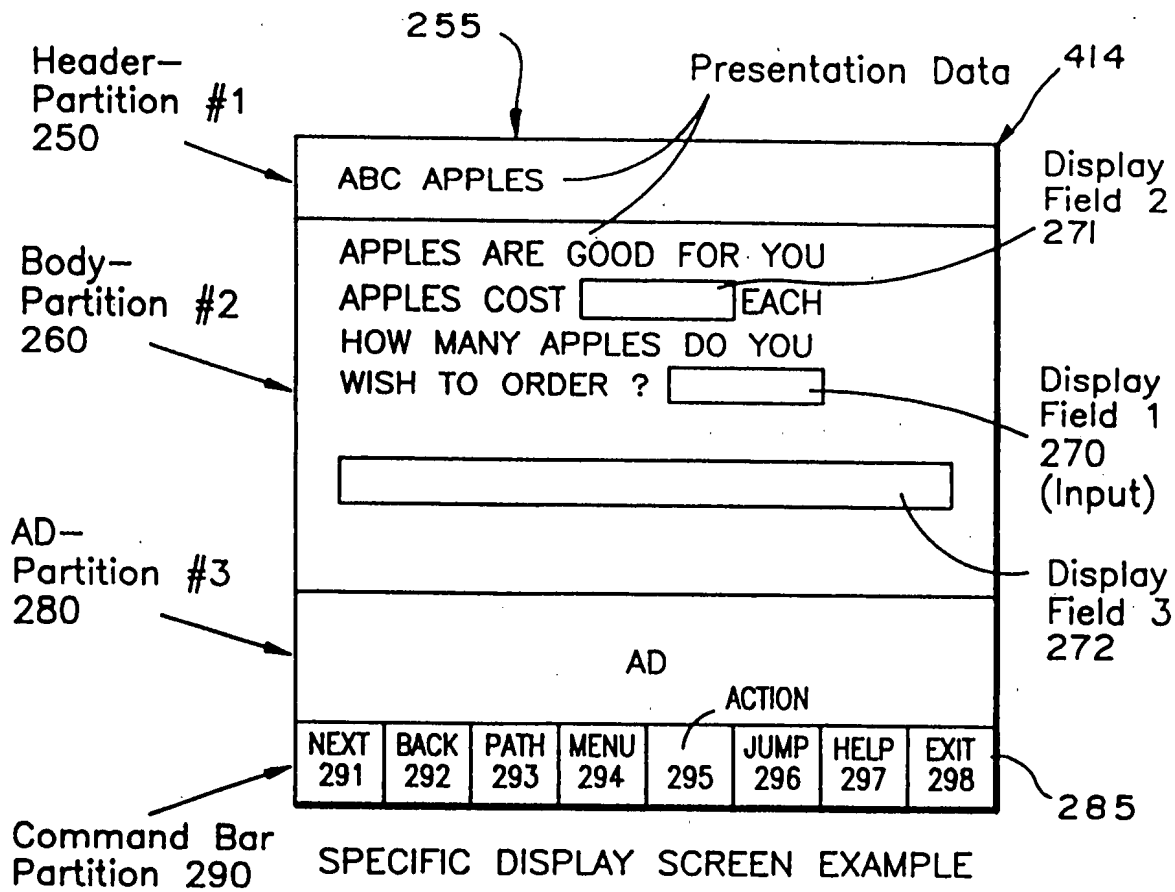 255
Header-
Partition #1
250
Presentation Data
414
ABC APPLES
Display
Field 2
271
Body-
Partition #2
260
APPLES ARE GOOD FOR YOU
APPLES COST EACH
HOW MANY APPLES DO YOU
WISH TO ORDER ?
Display
Field 1
270
(Input)
AD-
Partition #3
280
Display
Field 3
272
AD
ACTION
NEXT BACK PATH MENU JUMP HELP EXIT
291 292 293 294 295 296 297 298
285
Command Bar
Partition 290
SPECIFIC DISPLAY SCREEN EXAMPLE